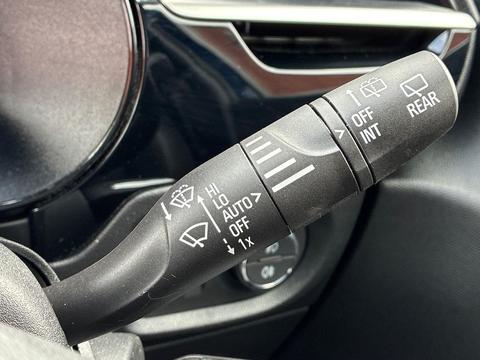 HI
LO
AUTO >
OFF
1x
OFF
INT
REAR